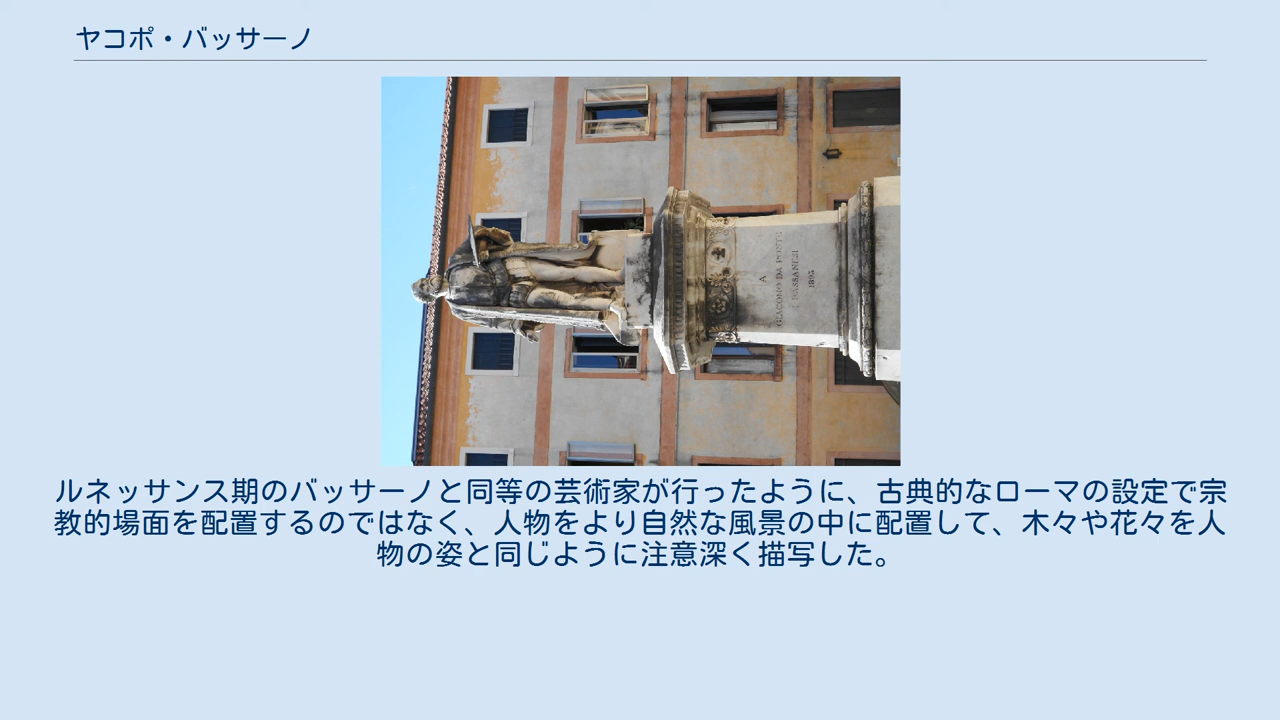 ヤコポ・バッサーノ
A
GIACOMO DA PONTE
BASSANESI
1895
ルネッサンス期のバッサーノと同等の芸術家が行ったように、古典的なローマの設定で宗
教的場面を配置するのではなく、人物をより自然な風景の中に配置して、木々や花々を人
物の姿と同じように注意深く描写した。